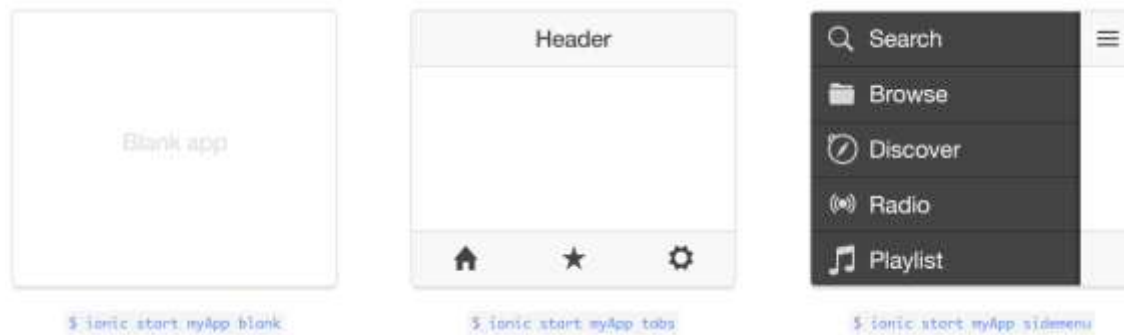 Blank app
$ ionic start myApp blank
Header
$ ionic start myApp tabs
Search
Browse
Discover
Radio
Playlist
$ ionic start myApp sidemenu